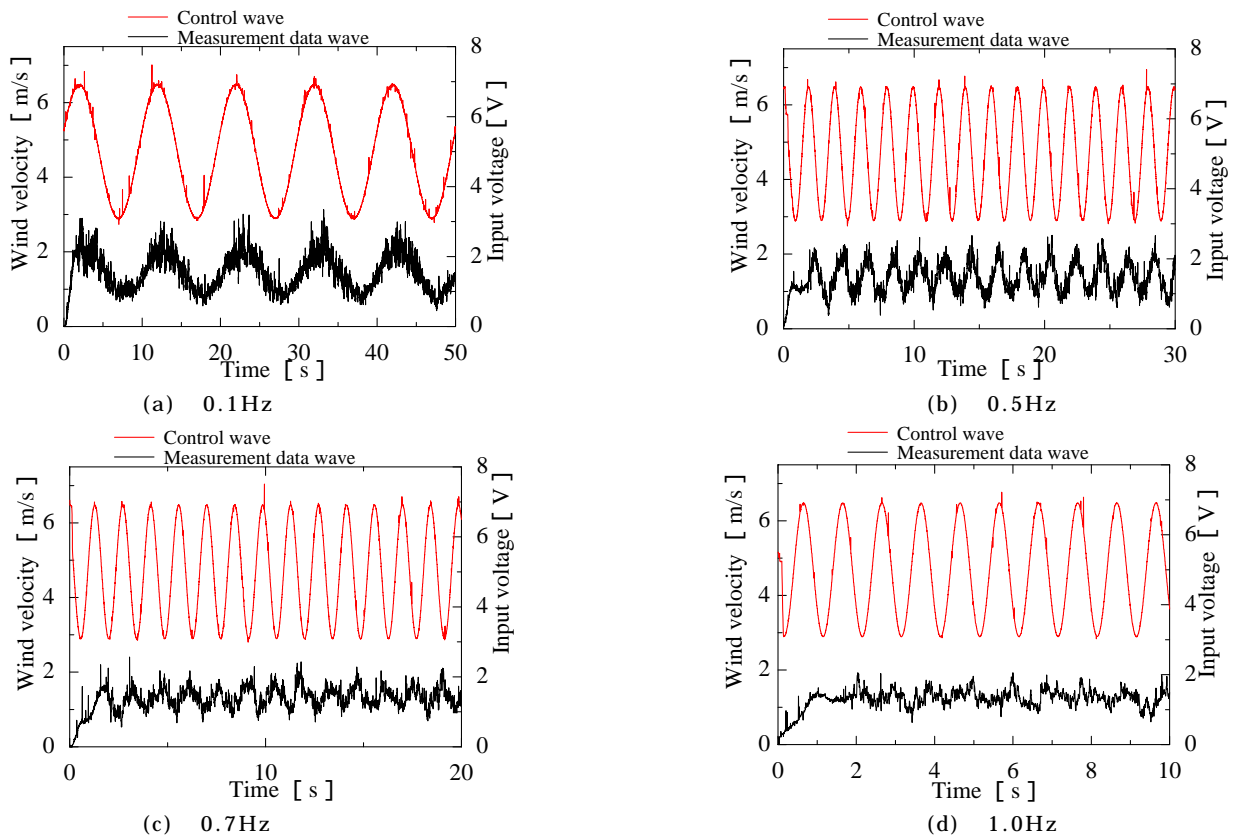 Control wave
Measurement data wave
Wind velocity [ m/s ]
6
4
2
0
8
6
4
2
0
Input voltage [ V ]
0 10 20 30 40 50
Time [ s ]
(a) 0.1Hz
Control wave
Measurement data wave
Wind velocity [ m/s ]
6
4
2
0
8
6
4
2
0
Input voltage [ V ]
0 10 20 30
Time [ s ]
(b) 0.5Hz
Control wave
Measurement data wave
Wind velocity [ m/s ]
6
4
2
0
8
6
4
2
0
Input voltage [ V ]
0 10 20
Time [ s ]
(c) 0.7Hz
Control wave
Measurement data wave
Wind velocity [ m/s ]
6
4
2
0
8
6
4
2
0
Input voltage [ V ]
0 2 4 6 8 10
Time [ s ]
(d) 1.0Hz